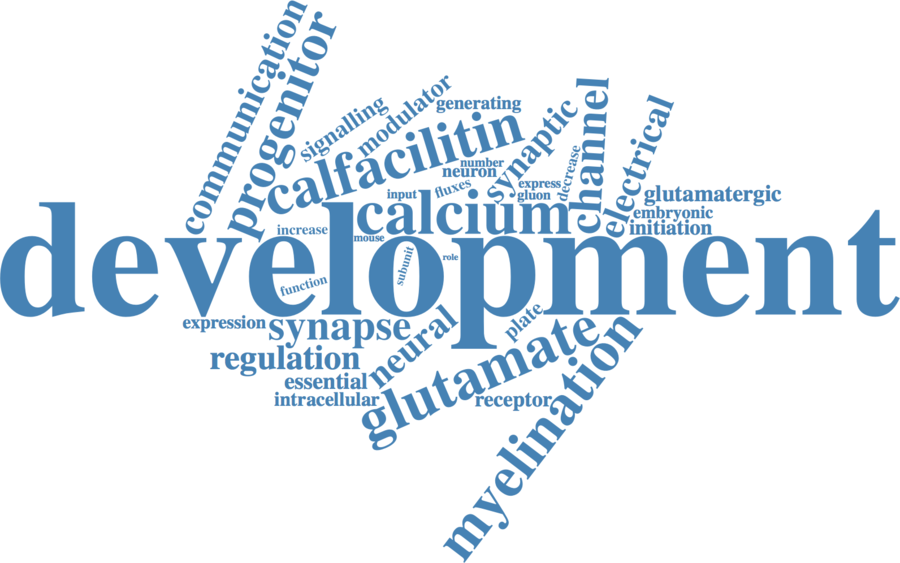 communication
progenitor
signalling
modulator
generating
calfacilitin
synaptic
channel
electrical
number
neuron
decrease
express
fluxes
input
gluon
glutamatergic
calcium
embryonic
increase
mouse
initiation
development
subunit
role
function
expression
synapse
neural
plate
regulation
glutamate
essential
intracellular
receptor
myelination